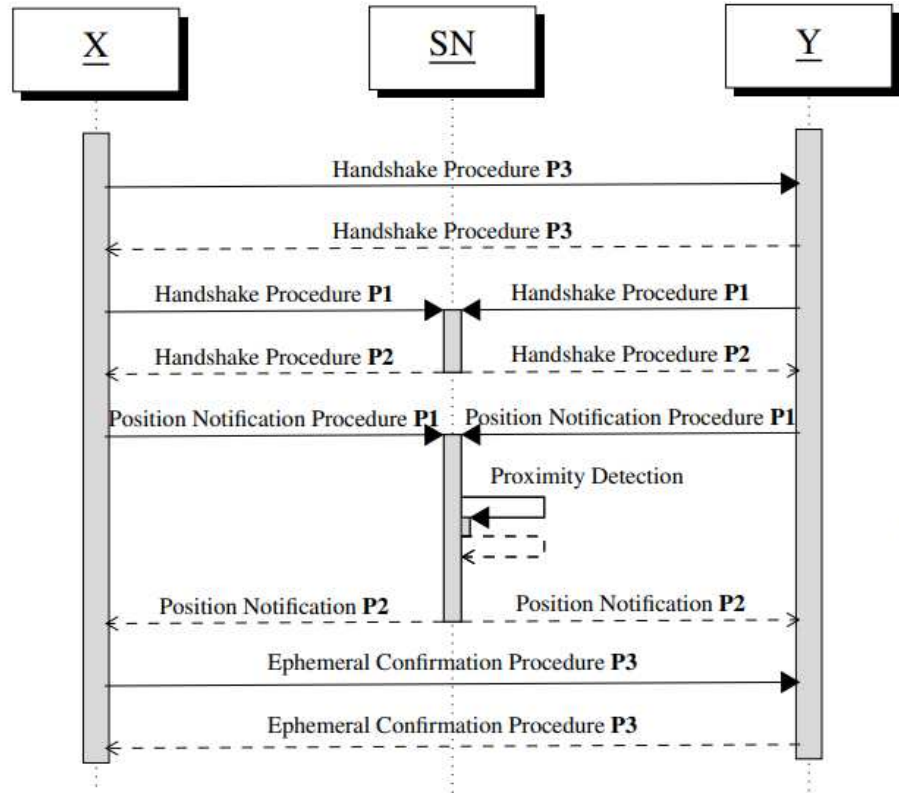 X
SN
Y
Handshake Procedure P3
Handshake Procedure P3
Handshake Procedure P1
Handshake Procedure P1
Handshake Procedure P2
Handshake Procedure P2
Position Notification Procedure P1
Position Notification Procedure P1
Proximity Detection
Position Notification P2
Position Notification P2
Ephemeral Confirmation Procedure P3
Ephemeral Confirmation Procedure P3